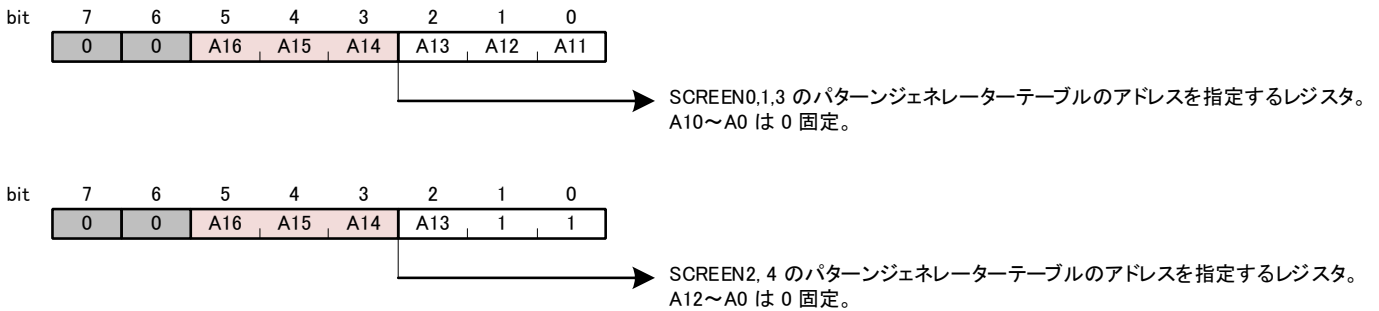 bit 7 6 5 4 3 2 1 0
0 0 A16 A15 A14 A13 A12 A11
SCREEN0,1,3 のパターンジェネレーターテーブルのアドレスを指定するレジスタ。
A10～A0 は 0 固定。
bit 7 6 5 4 3 2 1 0
0 0 A16 A15 A14 A13 1 1
SCREEN2, 4 のパターンジェネレーターテーブルのアドレスを指定するレジスタ。
A12～A0 は 0 固定。